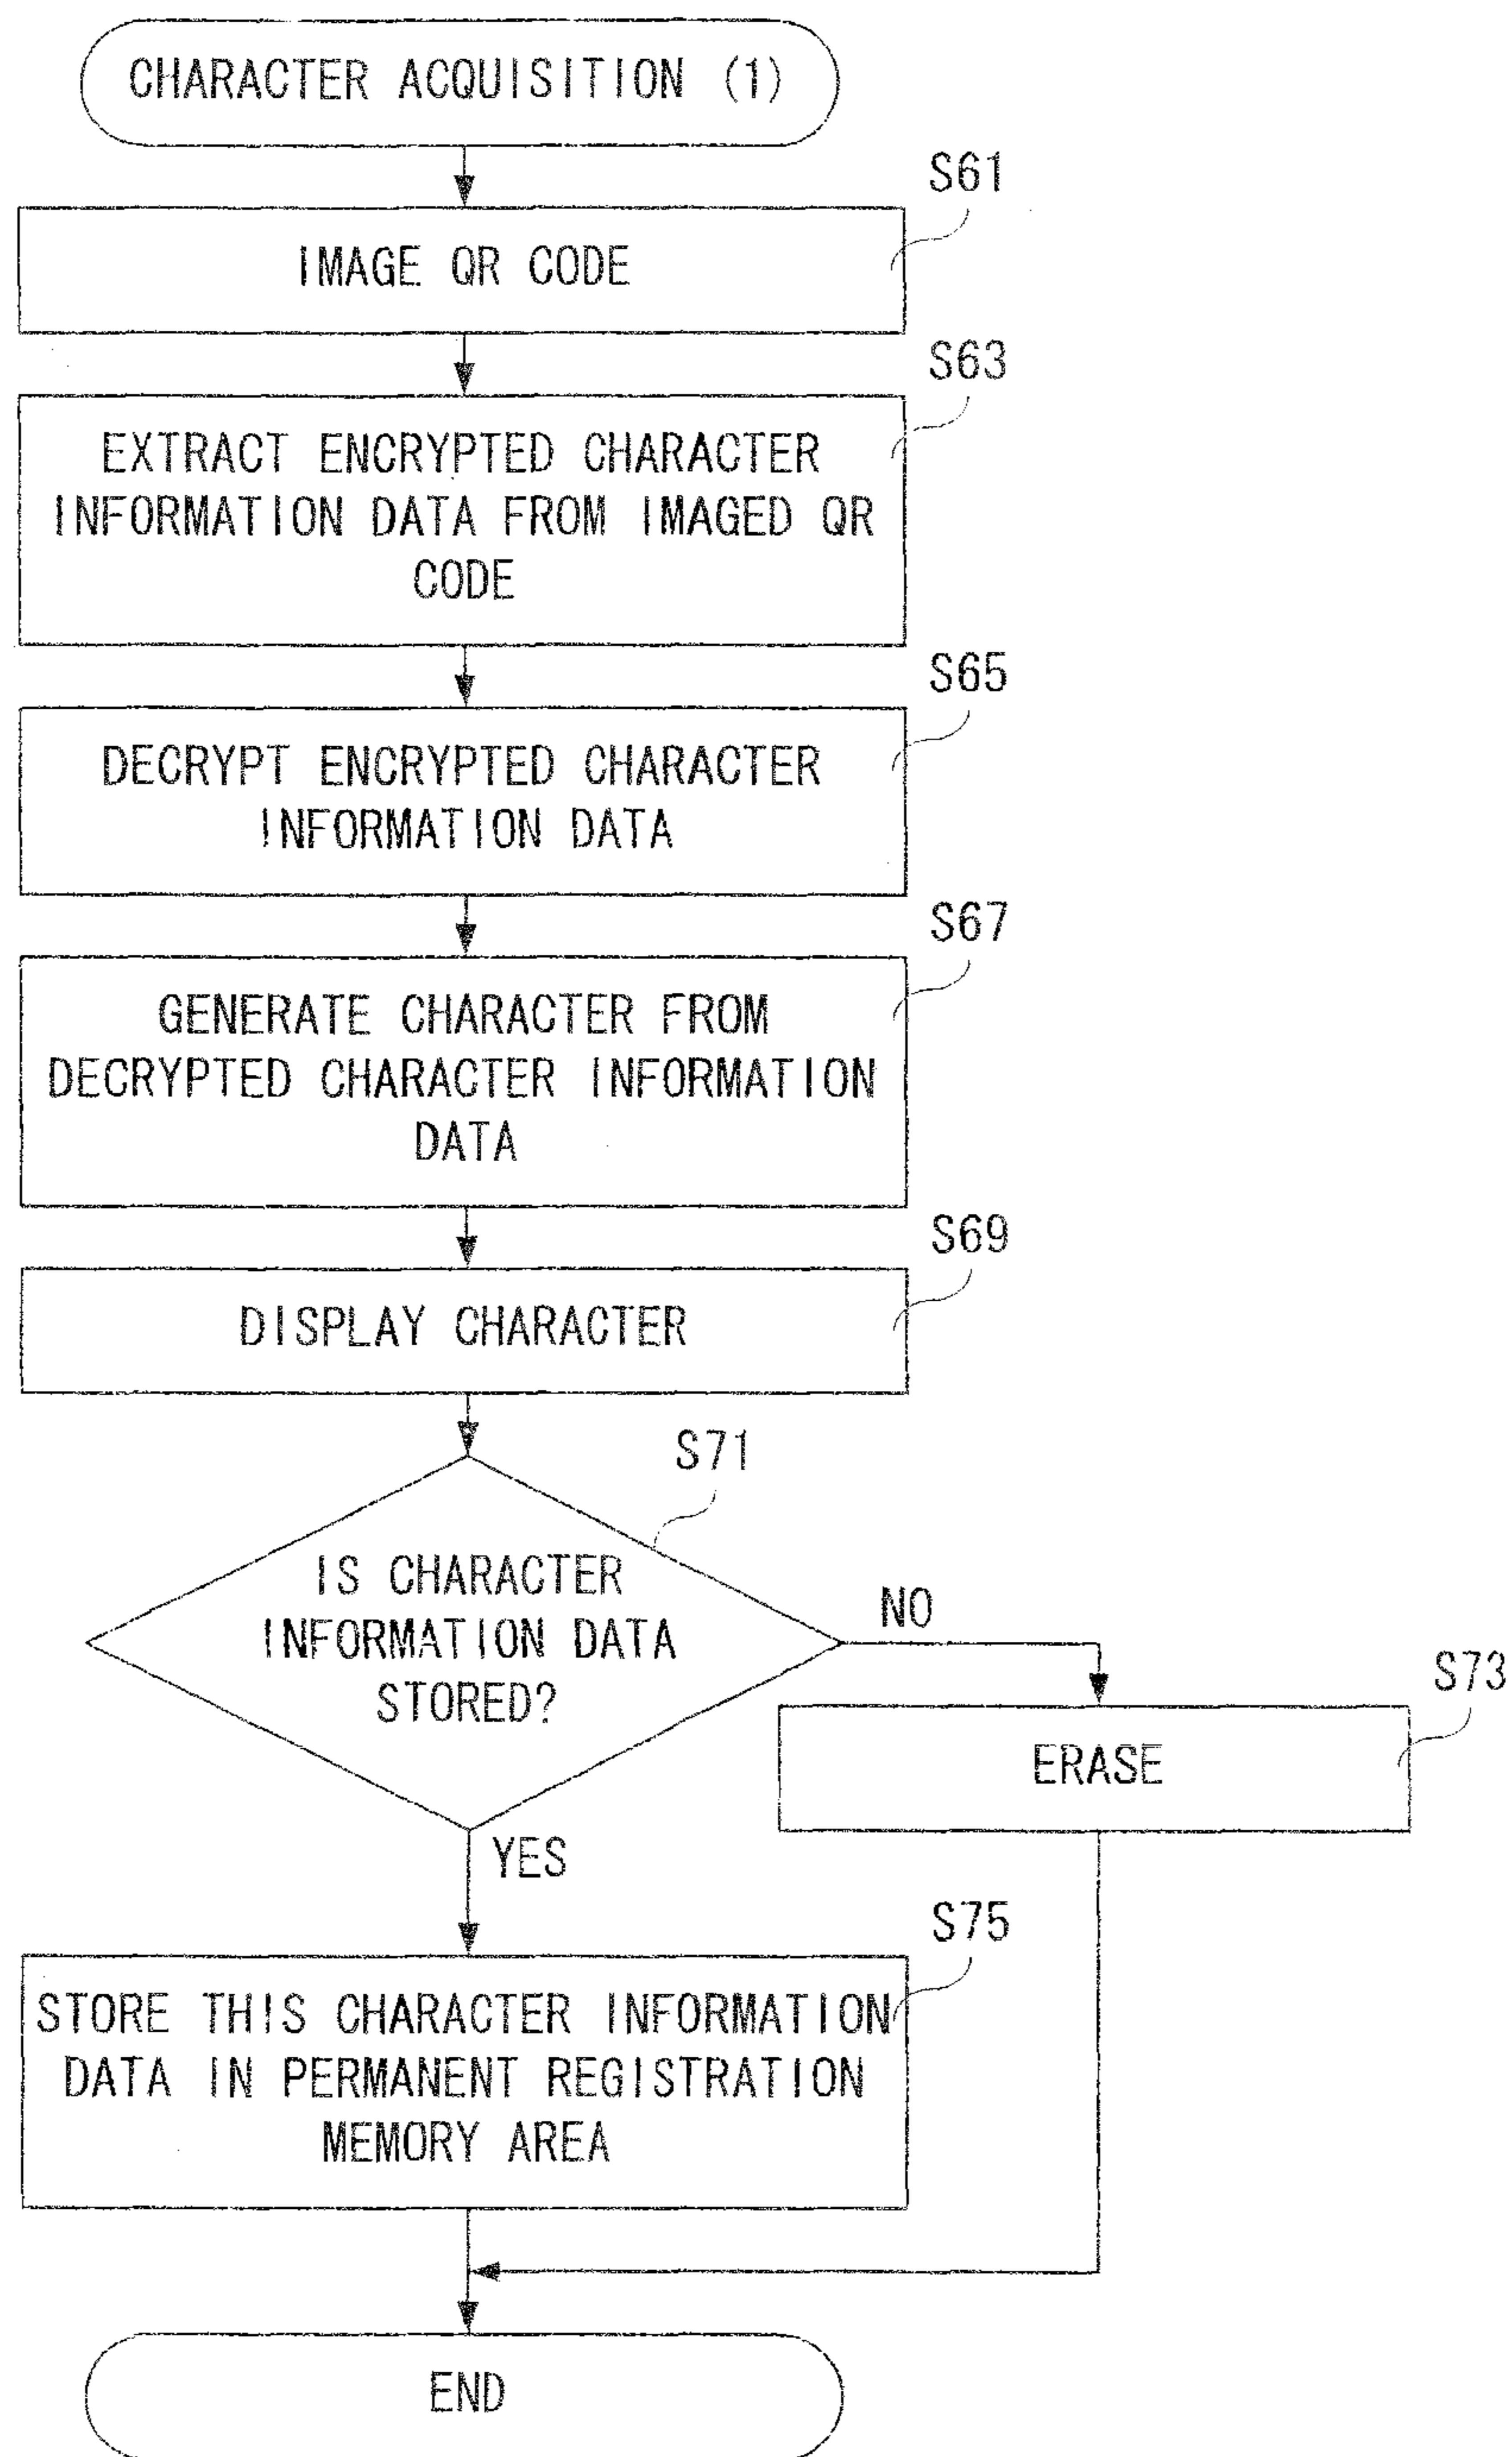 CHARACTER ACQUISITION (1)
S61
IMAGE QR CODE
S63
EXTRACT ENCRYPTED CHARACTER
INFORMATION DATA FROM IMAGED QR
CODE
S65
DECRYPT ENCRYPTED CHARACTER
INFORMATION DATA
S67
GENERATE CHARACTER FROM
DECRYPTED CHARACTER INFORMATION
DATA
S69
DISPLAY CHARACTER
S71
IS CHARACTER
INFORMATION DATA
STORED?
NO
S73
ERASE
YES
S75
STORE THIS CHARACTER INFORMATION
DATA IN PERMANENT REGISTRATION
MEMORY AREA
END